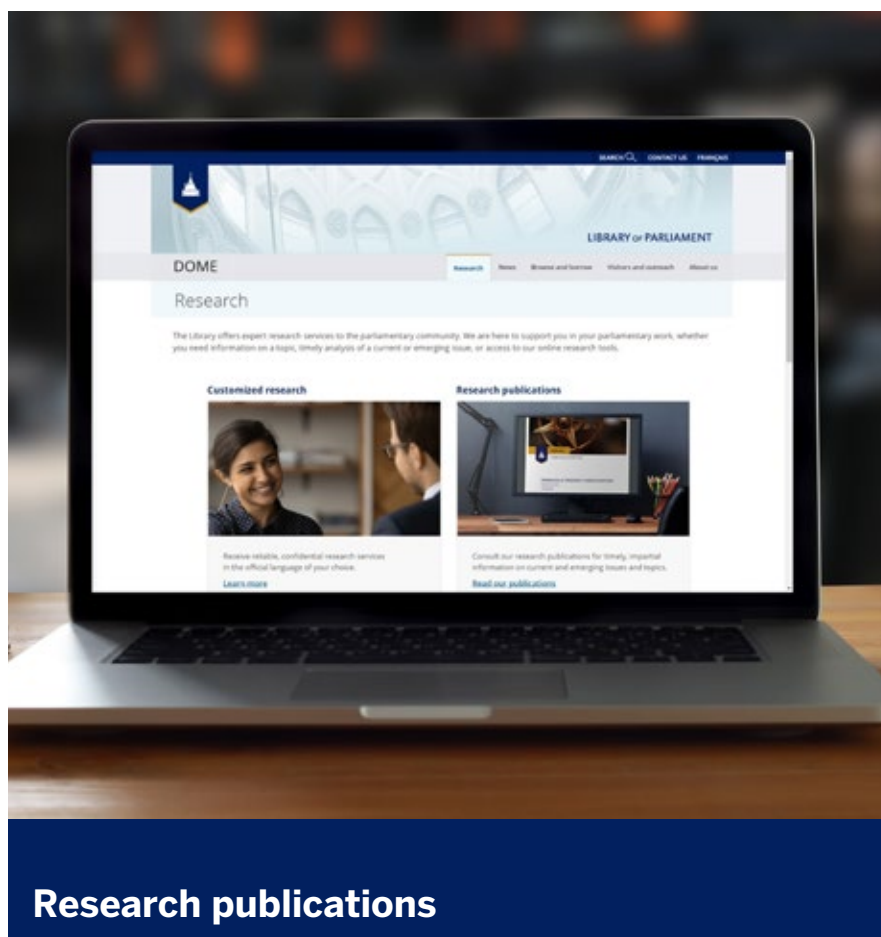 SEARCH CONTACT US FRANÇAIS
LIBRARY OF PARLIAMENT
DOME
Research News Browse and borrow Visitors and outreach About us
Research
The Library offers expert research services to the parliamentary community. We are here to support you in your parliamentary work, whether
you need information on a topic, timely analysis of a current or emerging issue, or access to our online research tools.
Customized research
Research publications
Receive reliable, confidential research services
in the official language of your choice.
Learn more
Consult our research publications for timely, impartial
information on current and emerging issues and topics.
Read our publications
Research publications